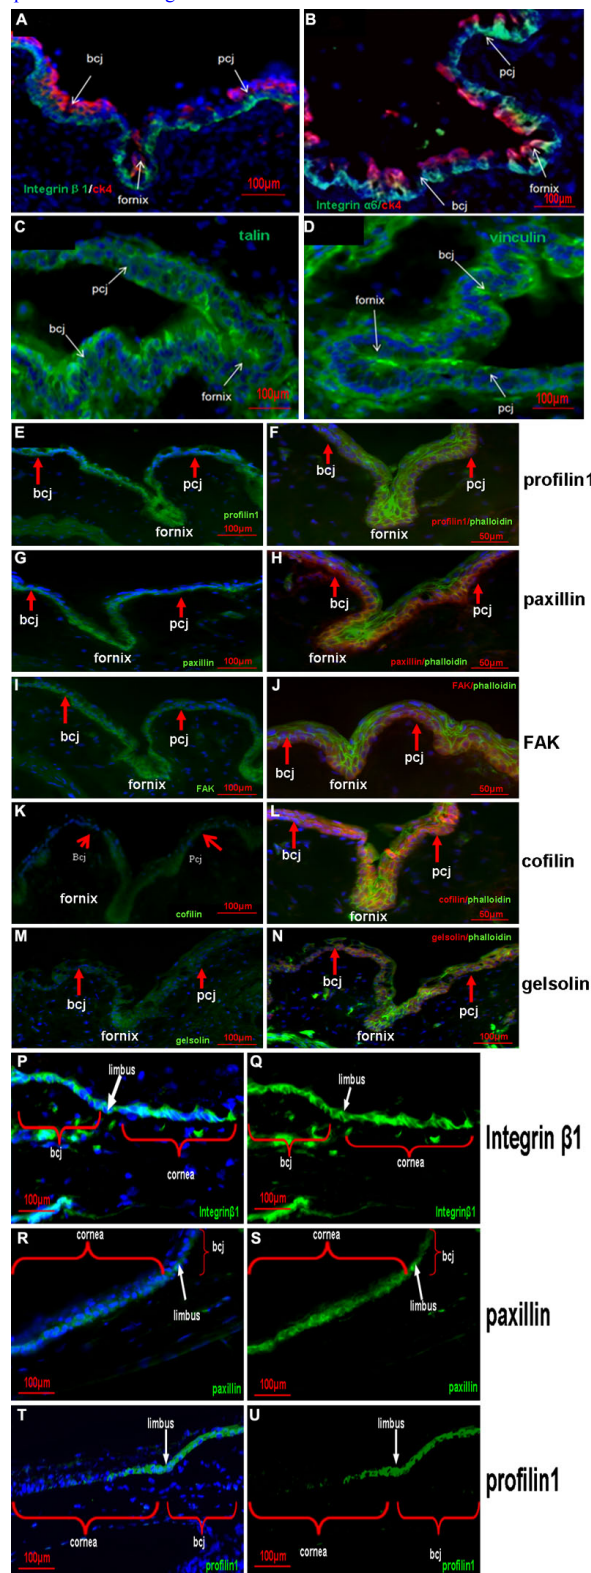 A
bcj
pcj
Integrin β 1/ck4
fornix
100μm
B
pcj
fornix
Integrin α6/ck4
bcj
100μm
C
talin
pcj
bcj
fornix
100μm
D
vinculin
bcj
fornix
pcj
100μm
E
bcj
pcj
profilin1
fornix
100μm
F
bcj
pcj
profilin1/phalloidin
fornix
50μm
profilin1
G
bcj
pcj
fornix
paxillin
100μm
H
bcj
pcj
fornix
paxillin/phalloidin
50μm
paxillin
I
bcj
pcj
fornix
FAK
100μm
J
FAK/phalloidin
bcj
pcj
fornix
50μm
FAK
K
Bcj
Pcj
fornix
cofilin
100μm
L
bcj
pcj
cofilin/phalloidin
fornix
50μm
cofilin
M
bcj
pcj
fornix
gelsolin
100μm
N
gelsolin/phalloidin
bcj
pcj
fornix
100μm
gelsolin
P
limbus
bcj
cornea
100μm
Integrinβ1
Q
limbus
bcj
cornea
100μm
Integrinβ1
Integrin β1
R
cornea
bcj
limbus
100μm
paxillin
S
cornea
bcj
limbus
100μm
paxillin
paxillin
T
limbus
cornea
bcj
100μm
profilin1
U
limbus
cornea
bcj
100μm
profilin1
profilin1